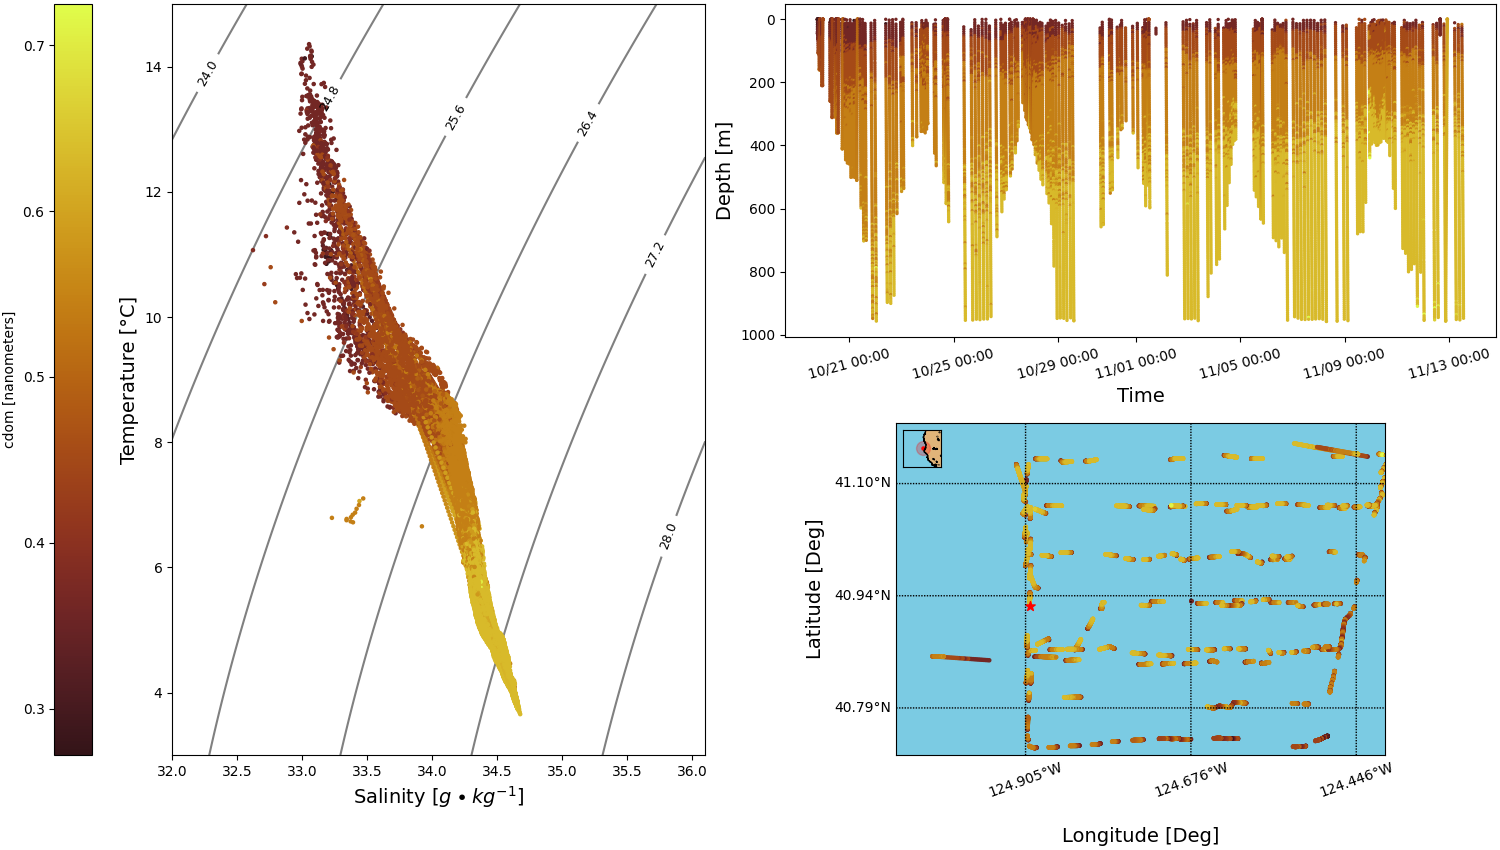 0.7
0.6
0.5
0.4
0.3
cdom [nanometers]
14
12
10
8
6
4
Temperature [°C]
24.0
24.8
25.6
26.4
27.2
28.0
32.0 32.5 33.0 33.5 34.0 34.5 35.0 35.5 36.0
Salinity [g • kg⁻¹]
0
200
400
600
800
1000
Depth [m]
10/21 00:00 10/25 00:00 10/29 00:00 11/01 00:00 11/05 00:00 11/09 00:00 11/13 00:00
Time
41.10°N
40.94°N
40.79°N
Latitude [Deg]
124.905°W 124.676°W 124.446°W
Longitude [Deg]